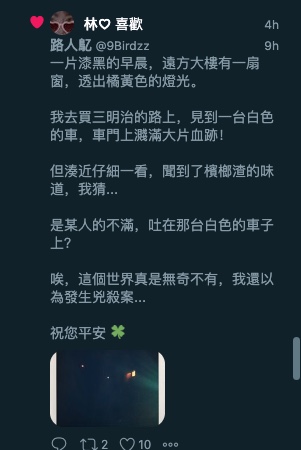 林♡ 喜歡 4h
路人髟 @9Birdzz 9h
一片漆黑的早晨，遠方大樓有一扇
窗，透出橘黃色的燈光。
我去買三明治的路上，見到一台白色
的車，車門上濺滿大片血跡！
但湊近仔細一看，聞到了檳榔渣的味
道，我猜...
是某人的不滿，吐在那台白色的車子
上？
唉，這個世界真是無奇不有，我還以
為發生兇殺案...
祝您平安 🍀
2 10